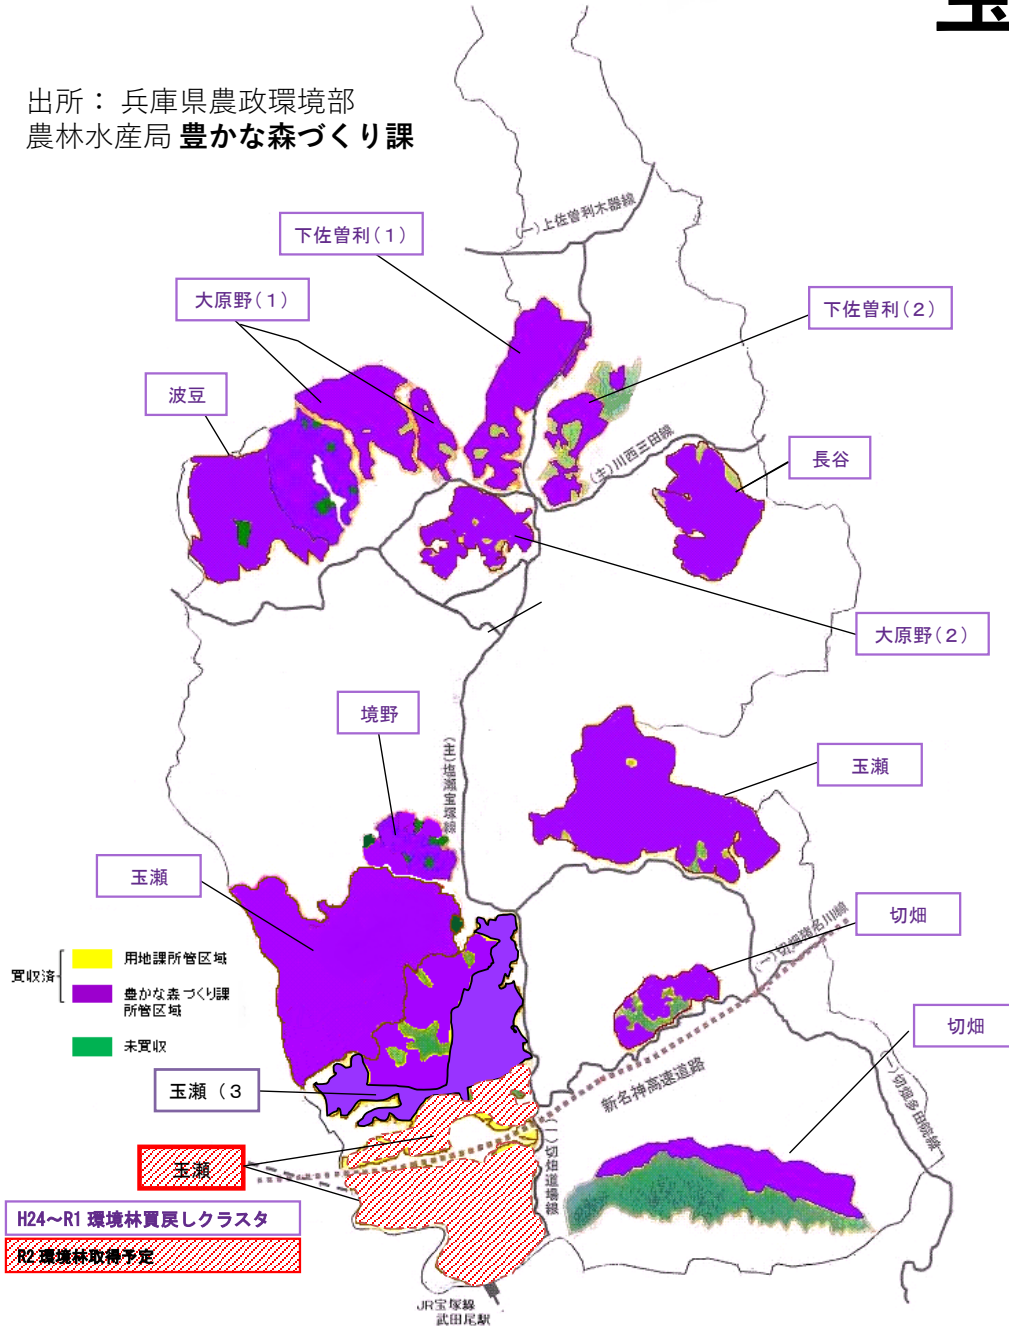 出所： 兵庫県農政環境部
農林水産局 豊かな森づくり課
(一)上佐曽利木器線
下佐曽利(1)
大原野(1)
下佐曽利(2)
波豆
(主)川西三田線
長谷
大原野(2)
境野
(主)塩瀬宝塚線
玉瀬
玉瀬
切畑
(一)切畑猪名川線
買収済
用地課所管区域
豊かな森づくり課
所管区域
未買収
切畑
玉瀬（3
新名神高速道路
(一)切畑多田院線
(一)切畑道場線
玉瀬
H24～R1 環境林買戻しクラスタ
R2 環境林取得予定
JR宝塚線
武田尾駅